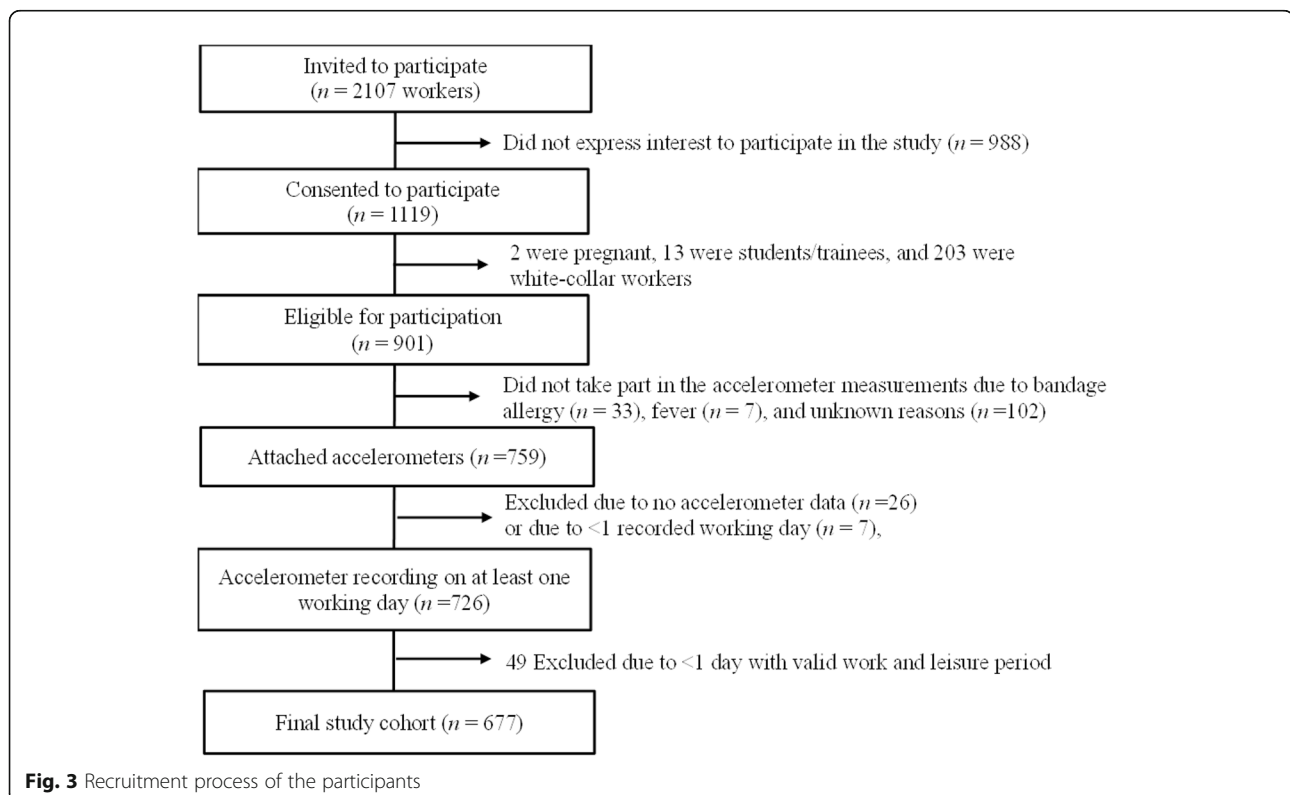 Invited to participate
(n = 2107 workers)
Did not express interest to participate in the study (n = 988)
Consented to participate
(n = 1119)
2 were pregnant, 13 were students/trainees, and 203 were
white-collar workers
Eligible for participation
(n = 901)
Did not take part in the accelerometer measurements due to bandage
allergy (n = 33), fever (n = 7), and unknown reasons (n =102)
Attached accelerometers (n =759)
Excluded due to no accelerometer data (n =26)
or due to <1 recorded working day (n = 7),
Accelerometer recording on at least one
working day (n =726)
49 Excluded due to <1 day with valid work and leisure period
Final study cohort (n = 677)
Fig. 3 Recruitment process of the participants